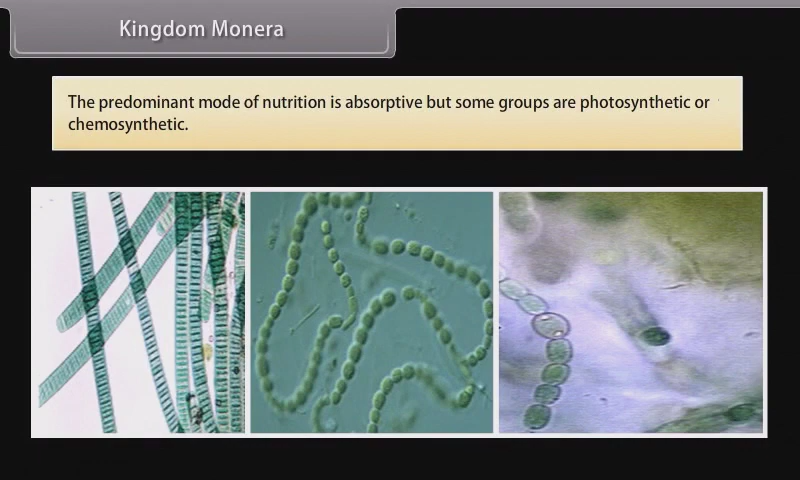 Kingdom Monera
The predominant mode of nutrition is absorptive but some groups are photosynthetic or
chemosynthetic.